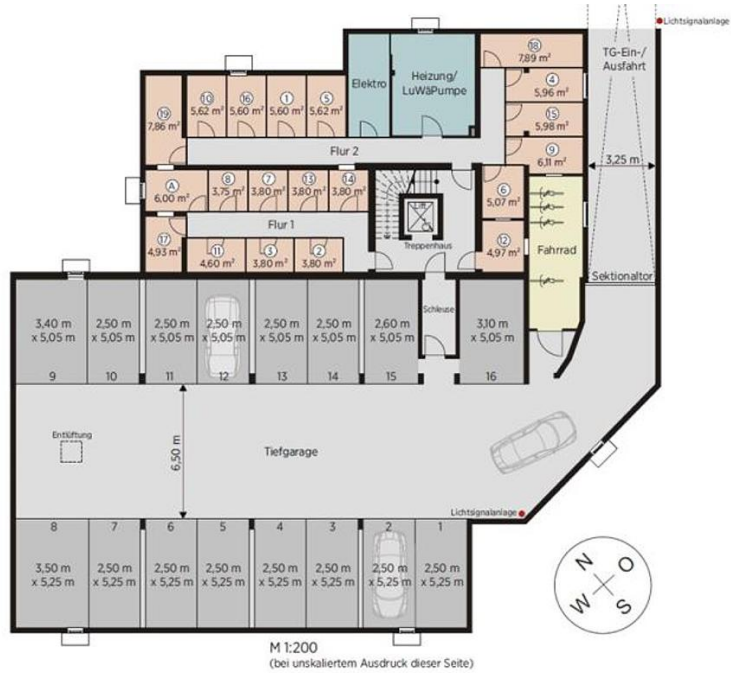 Lichtsignalanlage
TG-Ein-/
Ausfahrt
18
7,89 m²
4
5,96 m²
15
5,98 m²
9
6,11 m²
3,25 m
Elektro
Heizung/
LuWäPumpe
19
7,86 m²
10
5,62 m²
16
5,60 m²
1
5,60 m²
5
5,62 m²
Flur 2
A
6,00 m²
8
3,75 m²
7
3,80 m²
13
3,80 m²
14
3,80 m²
6
5,07 m²
Lift
Flur 1
Treppenhaus
17
4,93 m²
11
4,60 m²
3
3,80 m²
2
3,80 m²
12
4,97 m²
Fahrrad
Sektionaltor
Schleuse
3,40 m
x 5,05 m
9
2,50 m
x 5,05 m
10
2,50 m
x 5,05 m
11
2,50 m
x 5,05 m
12
2,50 m
x 5,05 m
13
2,50 m
x 5,05 m
14
2,60 m
x 5,05 m
15
3,10 m
x 5,05 m
16
Entlüftung
6,50 m
Tiefgarage
Lichtsignalanlage
8
3,50 m
x 5,25 m
7
2,50 m
x 5,25 m
6
2,50 m
x 5,25 m
5
2,50 m
x 5,25 m
4
2,50 m
x 5,25 m
3
2,50 m
x 5,25 m
2
2,50 m
x 5,25 m
1
2,50 m
x 5,25 m
N
O
W
S
M 1:200
(bei unskaliertem Ausdruck dieser Seite)